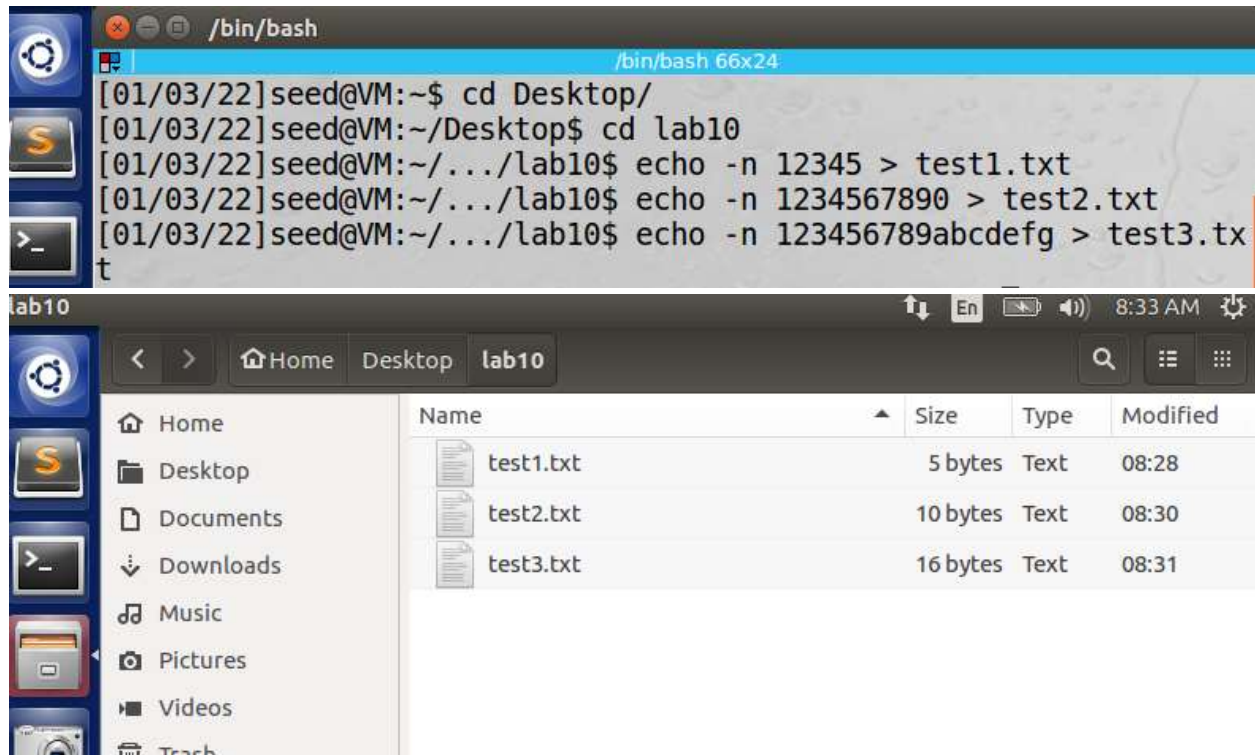 /bin/bash
/bin/bash 66x24
[01/03/22]seed@VM:~$ cd Desktop/
[01/03/22]seed@VM:~/Desktop$ cd lab10
[01/03/22]seed@VM:~/.../lab10$ echo -n 12345 > test1.txt
[01/03/22]seed@VM:~/.../lab10$ echo -n 1234567890 > test2.txt
[01/03/22]seed@VM:~/.../lab10$ echo -n 123456789abcdefg > test3.tx
t
lab10 En 8:33 AM
Home Desktop lab10
Name Size Type Modified
Home
test1.txt 5 bytes Text 08:28
Desktop
test2.txt 10 bytes Text 08:30
Documents
test3.txt 16 bytes Text 08:31
Downloads
Music
Pictures
Videos
Trash